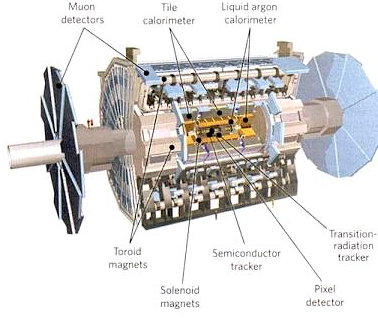 Muon
detectors
Tile
calorimeter
Liquid argon
calorimeter
Toroid
magnets
Solenoid
magnets
Semiconductor
tracker
Pixel
detector
Transition-
radiation
tracker